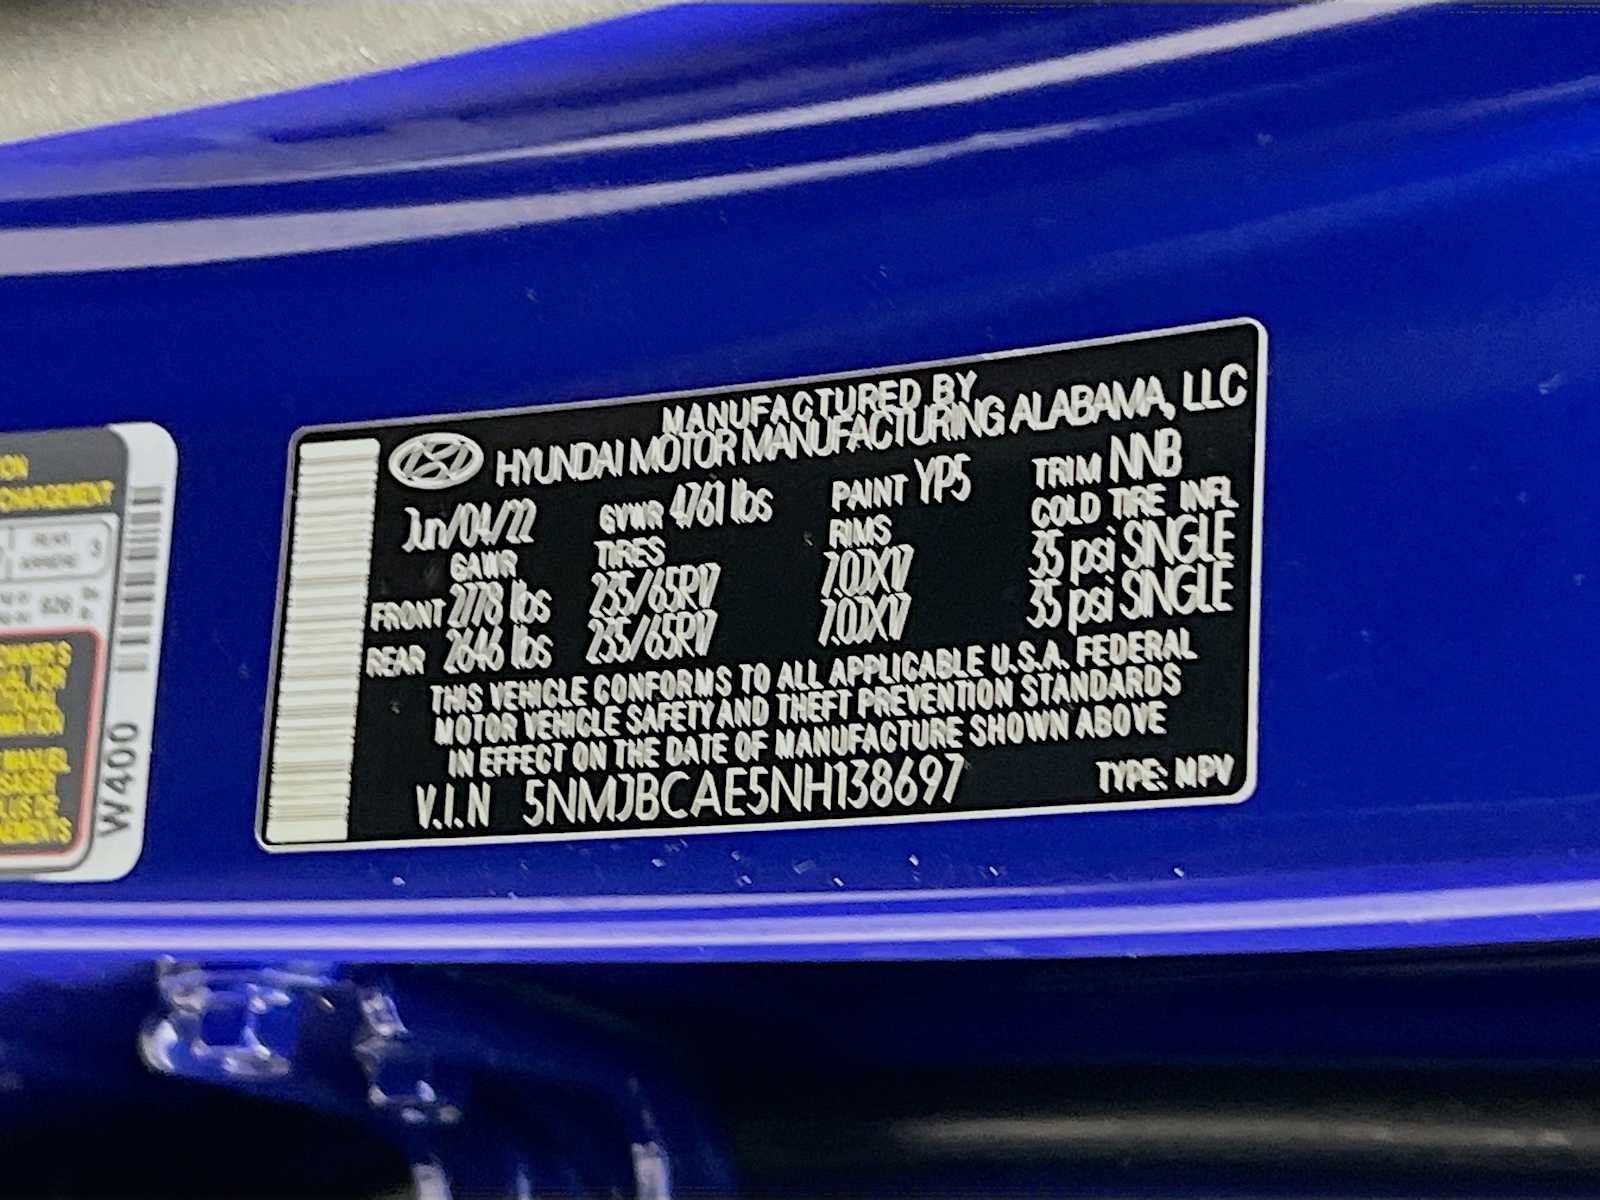 MANUFACTURED BY
HYUNDAI MOTOR MANUFACTURING ALABAMA, LLC
Jun/04/22 GVWR 4761 lbs PAINT YP5 TRIM NNB
GAWR TIRES RIMS COLD TIRE INFL
FRONT 2778 lbs 235/65R17 7.0JX17 35 psi SINGLE
REAR 2646 lbs 235/65R17 7.0JX17 35 psi SINGLE
THIS VEHICLE CONFORMS TO ALL APPLICABLE U.S.A. FEDERAL
MOTOR VEHICLE SAFETY AND THEFT PREVENTION STANDARDS
IN EFFECT ON THE DATE OF MANUFACTURE SHOWN ABOVE
V.I.N 5NMJBCAE5NH138697 TYPE: MPV
W400
REAR
3
826